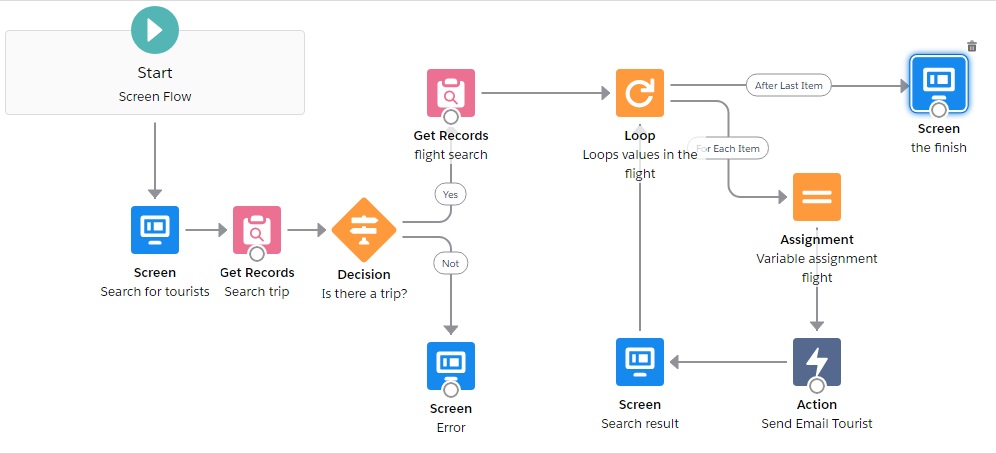 Start
Screen Flow
Screen
Search for tourists
Get Records
Search trip
Decision
Is there a trip?
Yes
Not
Get Records
flight search
Screen
Error
Loop
Loops values in the
flight
After Last Item
For Each Item
Screen
the finish
Assignment
Variable assignment
flight
Action
Send Email Tourist
Screen
Search result